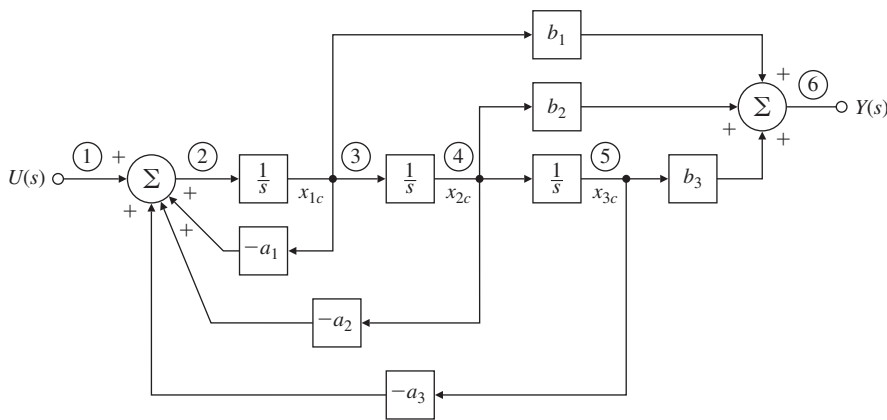 b₁
+
⑥
b₂
Σ
Y(s)
+
+
①
②
③
④
⑤
U(s)
+
Σ
1/s
1/s
1/s
b₃
+
+
+
x₁c
x₂c
x₃c
−a₁
−a₂
−a₃